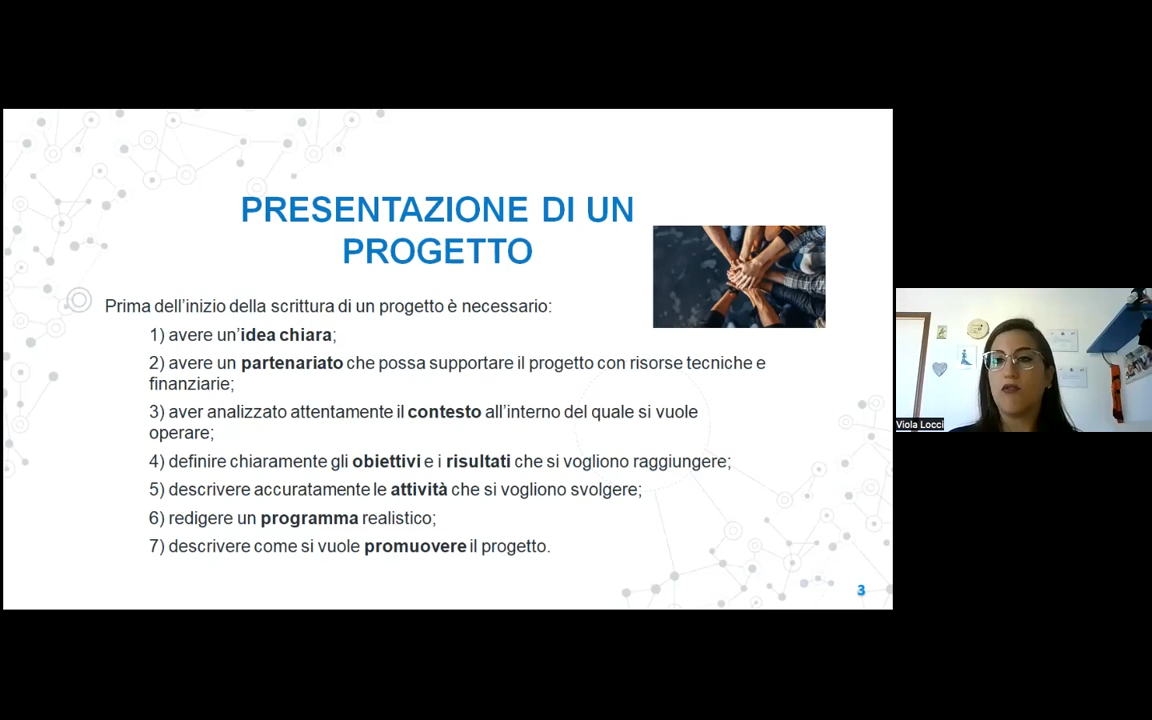 PRESENTAZIONE DI UN
PROGETTO
Prima dell'inizio della scrittura di un progetto è necessario:
1) avere un'idea chiara;
2) avere un partenariato che possa supportare il progetto con risorse tecniche e
finanziarie;
3) aver analizzato attentamente il contesto all'interno del quale si vuole
operare;
4) definire chiaramente gli obiettivi e i risultati che si vogliono raggiungere;
5) descrivere accuratamente le attività che si vogliono svolgere;
6) redigere un programma realistico;
7) descrivere come si vuole promuovere il progetto.
3
Viola Locci